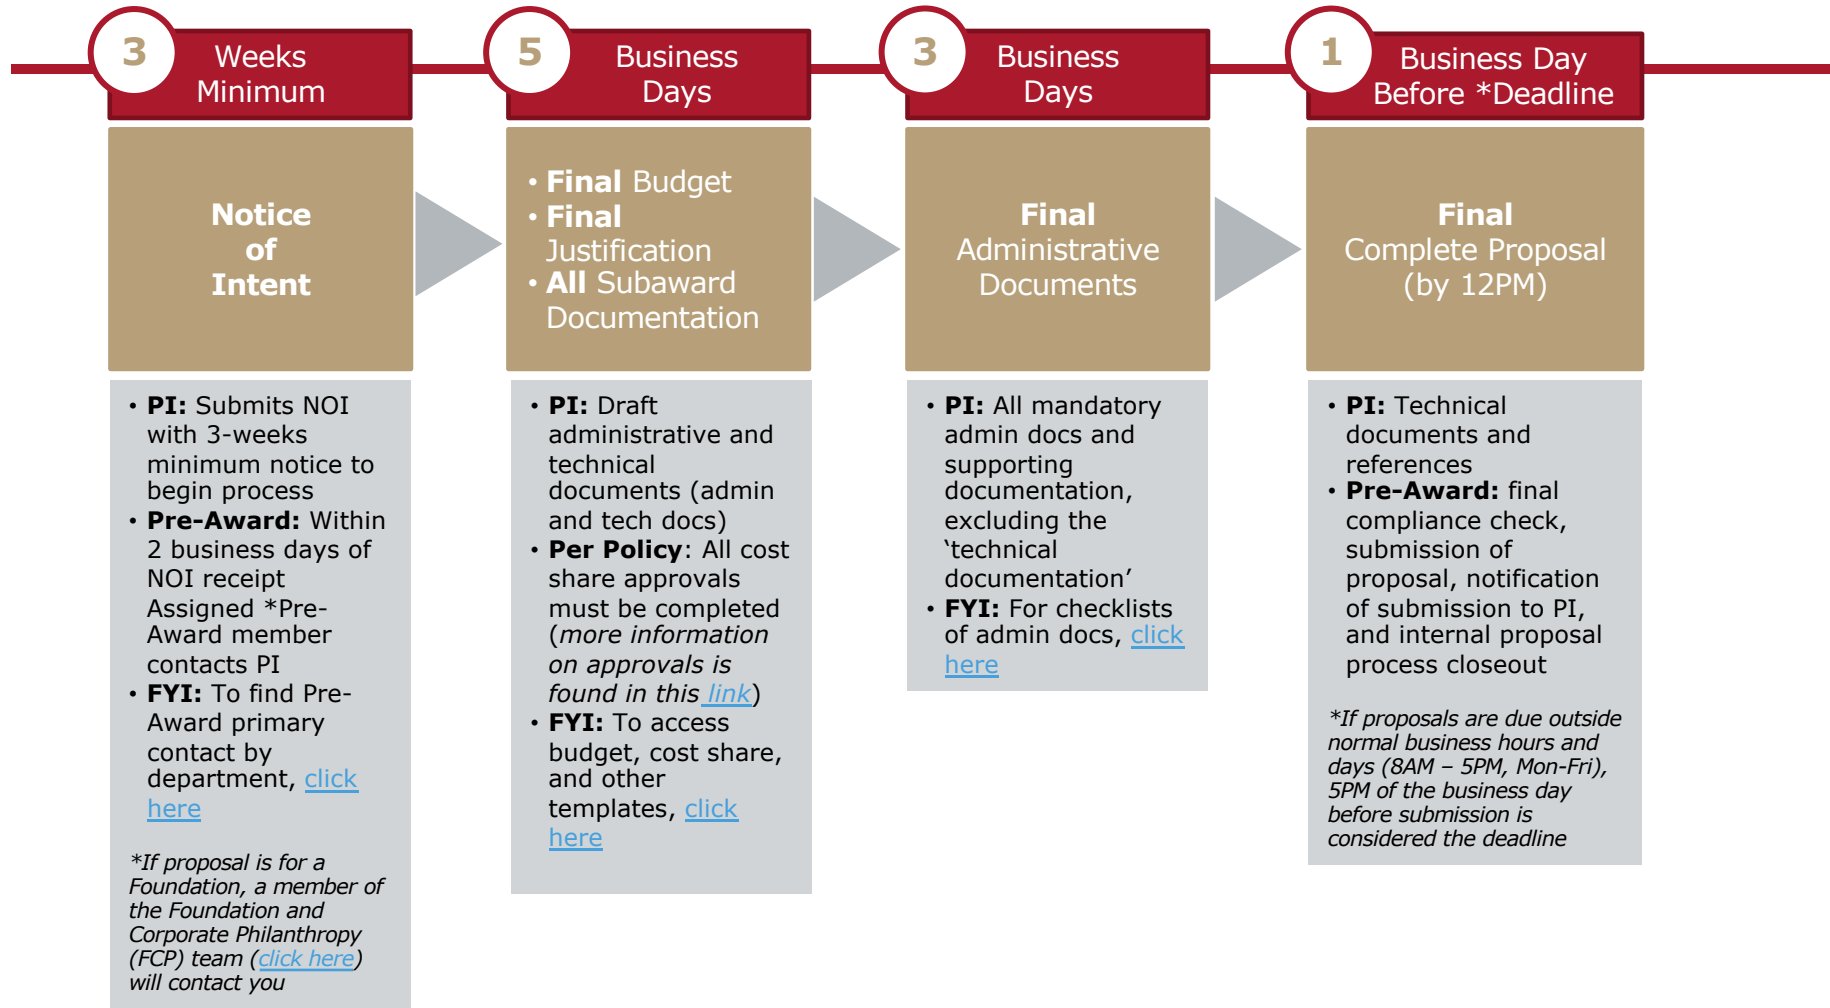 3
Weeks
Minimum
Notice
of
Intent
• PI: Submits NOI
with 3-weeks
minimum notice to
begin process
• Pre-Award: Within
2 business days of
NOI receipt
Assigned *Pre-
Award member
contacts PI
• FYI: To find Pre-
Award primary
contact by
department, click
here
*If proposal is for a
Foundation, a member of
the Foundation and
Corporate Philanthropy
(FCP) team (click here)
will contact you
5
Business
Days
• Final Budget
• Final
Justification
• All Subaward
Documentation
• PI: Draft
administrative and
technical
documents (admin
and tech docs)
• Per Policy: All cost
share approvals
must be completed
(more information
on approvals is
found in this link)
• FYI: To access
budget, cost share,
and other
templates, click
here
3
Business
Days
Final
Administrative
Documents
• PI: All mandatory
admin docs and
supporting
documentation,
excluding the
‘technical
documentation’
• FYI: For checklists
of admin docs, click
here
1
Business Day
Before *Deadline
Final
Complete Proposal
(by 12PM)
• PI: Technical
documents and
references
• Pre-Award: final
compliance check,
submission of
proposal, notification
of submission to PI,
and internal proposal
process closeout
*If proposals are due outside
normal business hours and
days (8AM – 5PM, Mon-Fri),
5PM of the business day
before submission is
considered the deadline